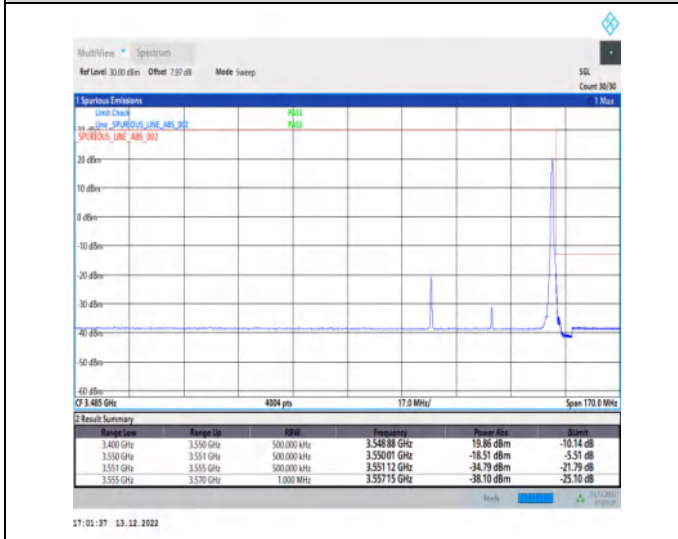 MultiView Spectrum
Ref Level 30.00 dBm Offset 7.97 dB Mode Sweep SGL
Count 30/30
1 Spurious Emissions 1 Max
Limit Check PASS
Line _SPURIOUS_LINE_ABS_002 PASS
_SPURIOUS_LINE_ABS_002
20 dBm
10 dBm
0 dBm
-10 dBm
-20 dBm
-30 dBm
-40 dBm
-50 dBm
-60 dBm
CF 3.485 GHz 4004 pts 17.0 MHz/ Span 170.0 MHz
2 Result Summary
Range Low Range Up RBW Frequency Power Abs ΔLimit
3.400 GHz 3.550 GHz 500.000 kHz 3.548 88 GHz 19.86 dBm -10.14 dB
3.550 GHz 3.551 GHz 500.000 kHz 3.550 01 GHz -18.51 dBm -5.51 dB
3.551 GHz 3.555 GHz 500.000 kHz 3.551 12 GHz -34.79 dBm -21.79 dB
3.555 GHz 3.570 GHz 1.000 MHz 3.557 15 GHz -38.10 dBm -25.10 dB
Ready
17:01:37 13.12.2022